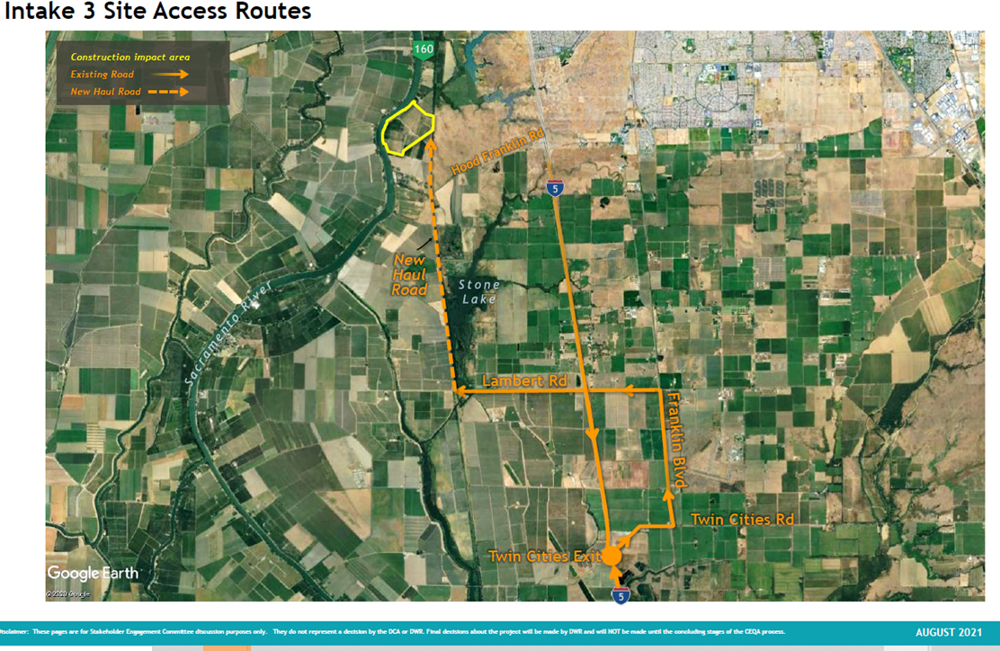 Intake 3 Site Access Routes
160
Construction impact area
Existing Road
New Haul Road
Hood Franklin Rd
5
New
Haul
Road
Stone
Lake
Sacramento River
Lambert Rd
Franklin Blvd
Twin Cities Rd
Twin Cities Exit
Google Earth
© 2020 Google
5
Disclaimer: These pages are for Stakeholder Engagement Committee discussion purposes only. They do not represent a decision by the DCA or DWR. Final decisions about the project will be made by DWR and will NOT be made until the concluding stages of the CEQA process.
AUGUST 2021